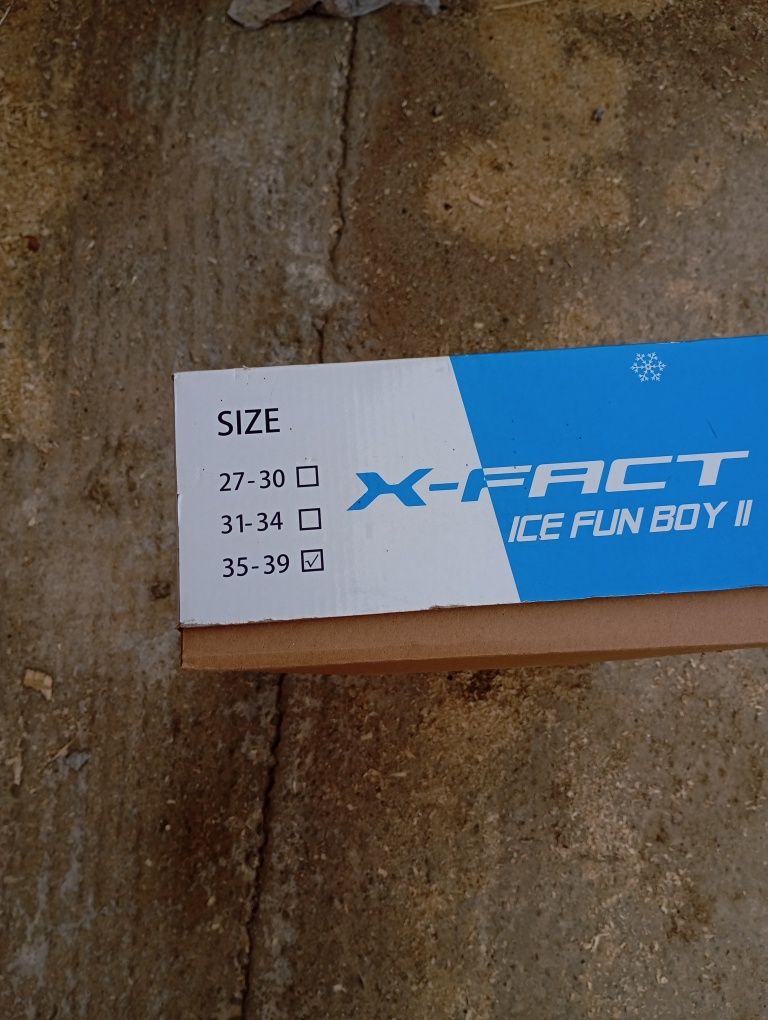 SIZE
27-30
31-34
35-39
X-FACT
ICE FUN BOY II